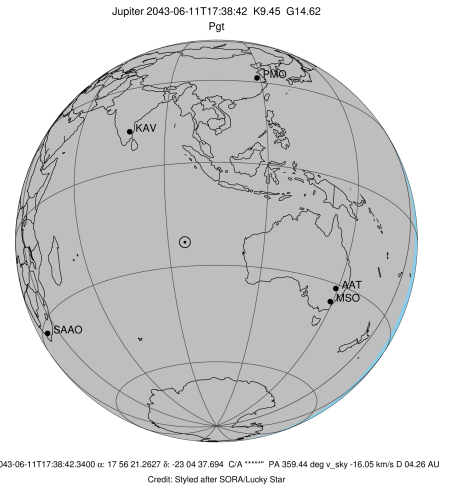 Jupiter 2043-06-11T17:38:42 K9.45 G14.62
Pgt
PMO
KAV
AAT
MSO
SAAO
043-06-11T17:38:42.3400 α: 17 56 21.2627 δ: -23 04 37.694 C/A *****" PA 359.44 deg v_sky -16.05 km/s D 04.26 AU
Credit: Styled after SORA/Lucky Star